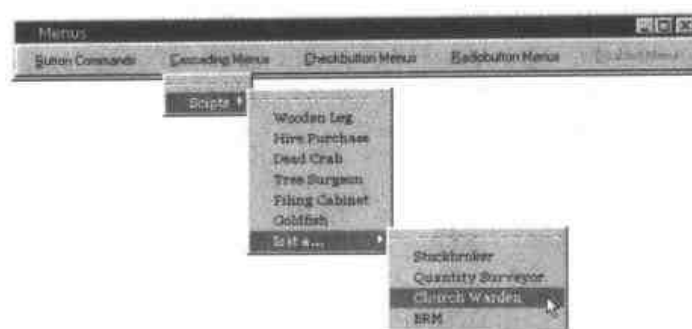 Menus
Button Commands Cascading Menus Checkbutton Menus Radiobutton Menus
Scripts
Wooden Leg
Hire Purchase
Dead Crab
Tree Surgeon
Filing Cabinet
Goldfish
Is it a...
Stockbroker
Quantity Surveyor
Church Warden
BRM